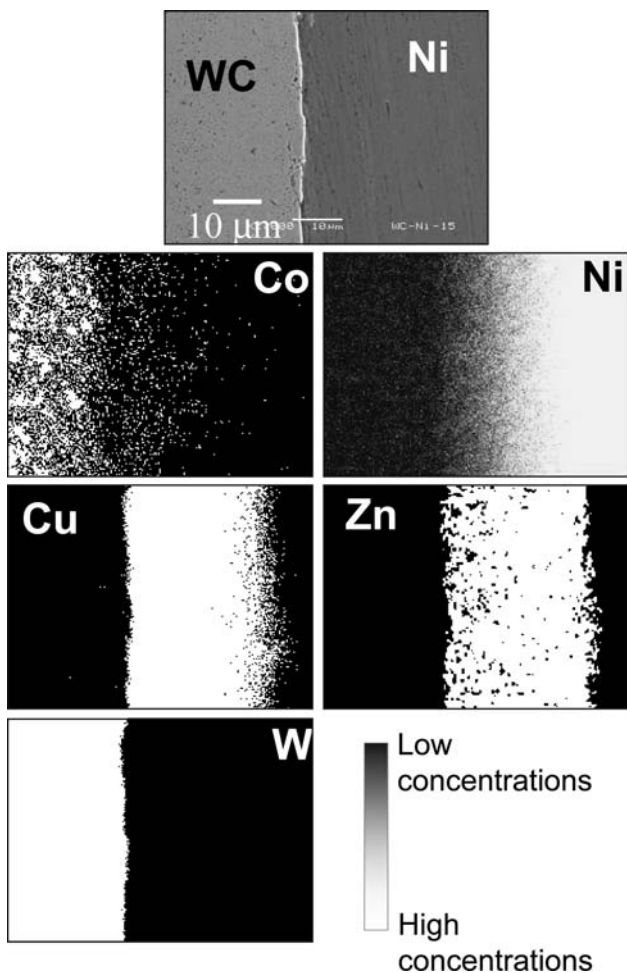 WC
Ni
10 µm
10µm
WC-Ni-15
Co
Ni
Cu
Zn
W
Low
concentrations
High
concentrations